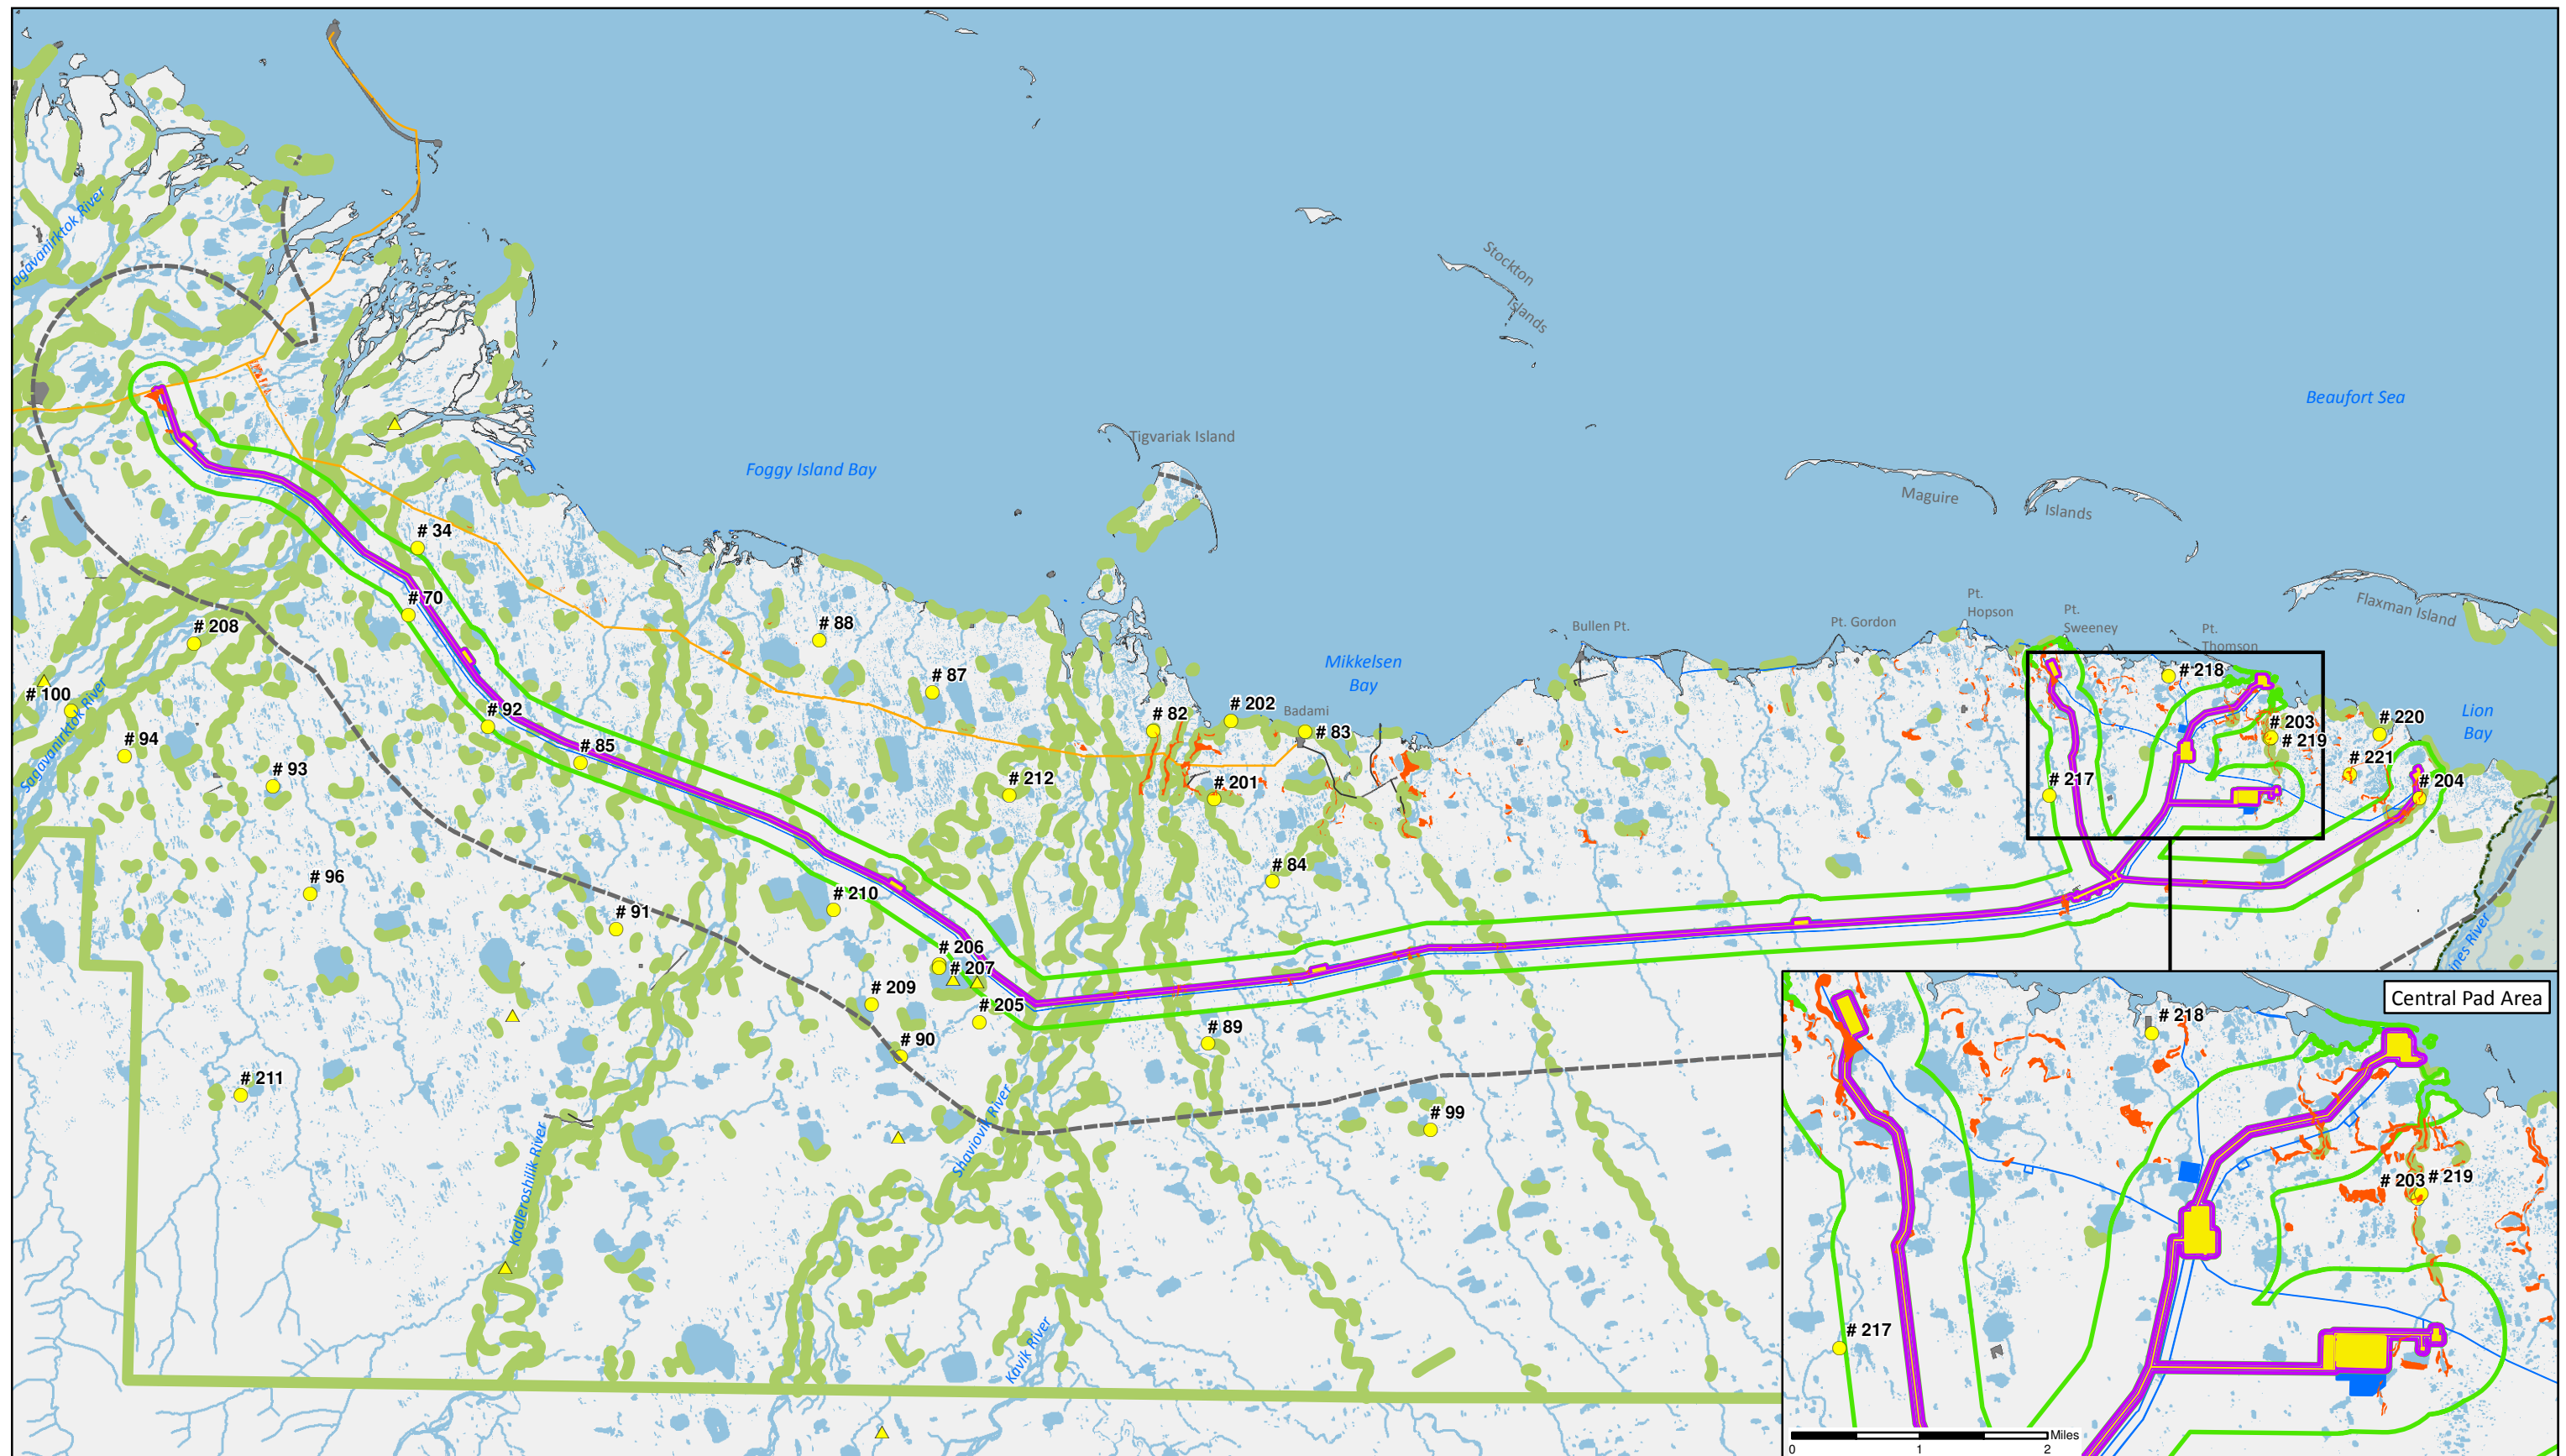 Sagavanirktok River
Stockton
Islands
Beaufort Sea
Tigvariak Island
Foggy Island Bay
Maguire
Islands
# 34
Flaxman Island
Pt.
Hopson
Pt.
Sweeney
# 70
Pt. Gordon
Bullen Pt.
# 208
# 88
Pt.
Thomson
Mikkelsen
Bay
# 87
# 218
# 100
Sagavanirktok River
# 92
# 82
# 202
Badami
# 83
# 203
# 219
# 220
Lion
Bay
# 94
# 85
# 93
# 212
# 201
# 217
# 221
# 204
# 84
# 96
# 210
# 91
# 206
# 207
# 209
# 205
# 90
# 89
# 211
# 99
Shaviovik River
Kadleroshilik River
Kavik River
Central Pad Area
# 218
# 203
# 219
# 217
Miles
0
1
2